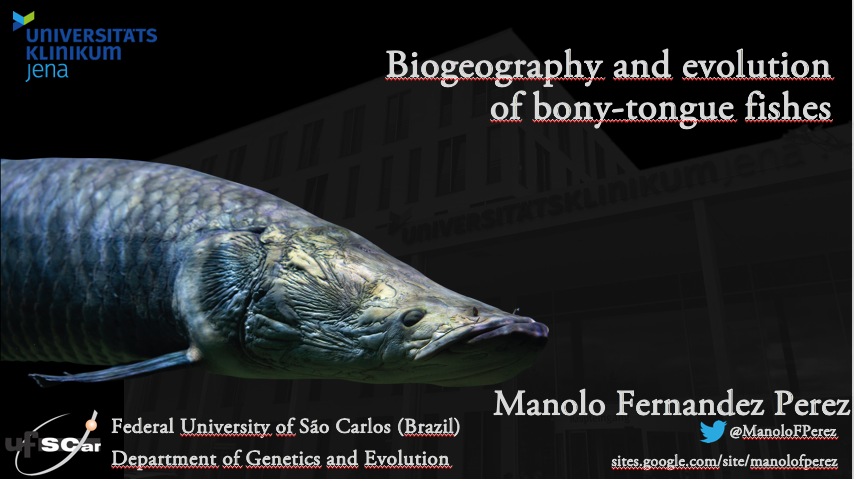 UNIVERSITÄTS
KLINIKUM
jena
Biogeography and evolution
of bony-tongue fishes
UNIVERSITÄTSKLINIKUM jena
Manolo Fernandez Perez
@ManoloFPerez
sites.google.com/site/manolofperez
ufscar
Federal University of São Carlos (Brazil)
Department of Genetics and Evolution